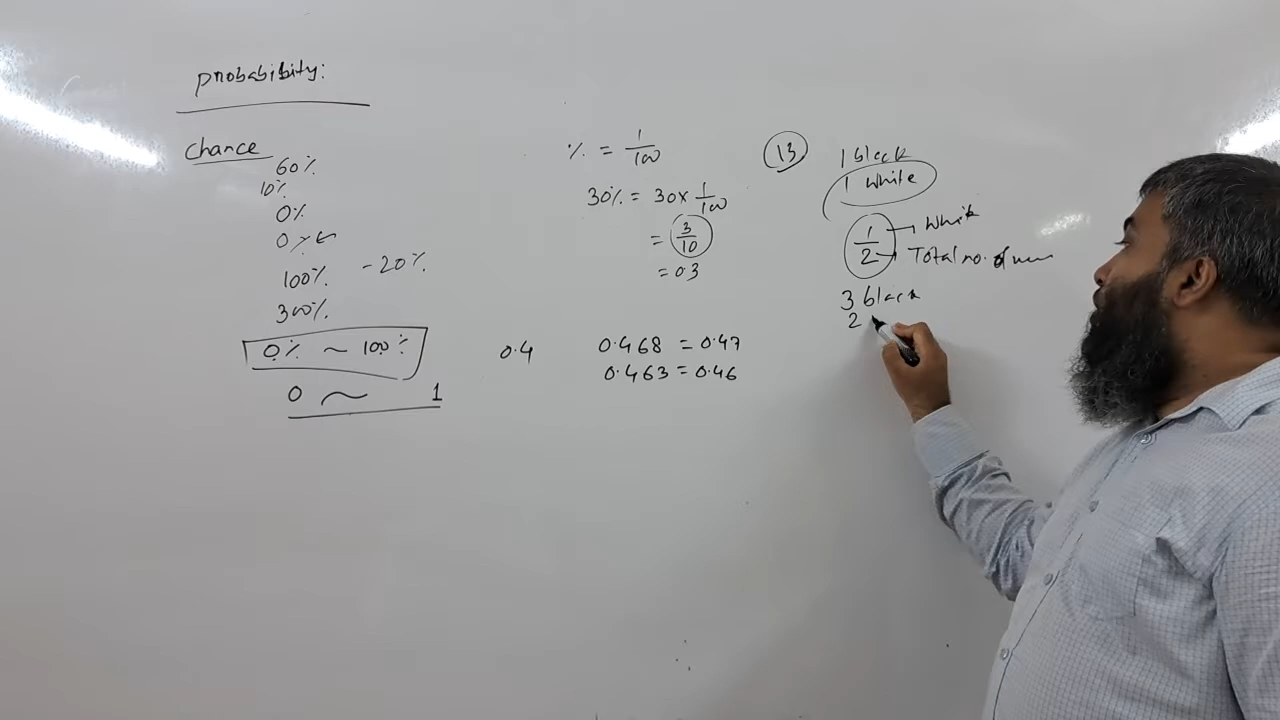 probability:
chance
60%
10%
0%
0%←
100% -20%
300%
0% ~ 100%
0 ~ 1
% = 1/100
30% = 30 x 1/100
= 3/10
= 0.3
0.4
0.468 = 0.47
0.463 = 0.46
13
1 black
1 white
1/2 → White
→ Total no. of
3 black
2